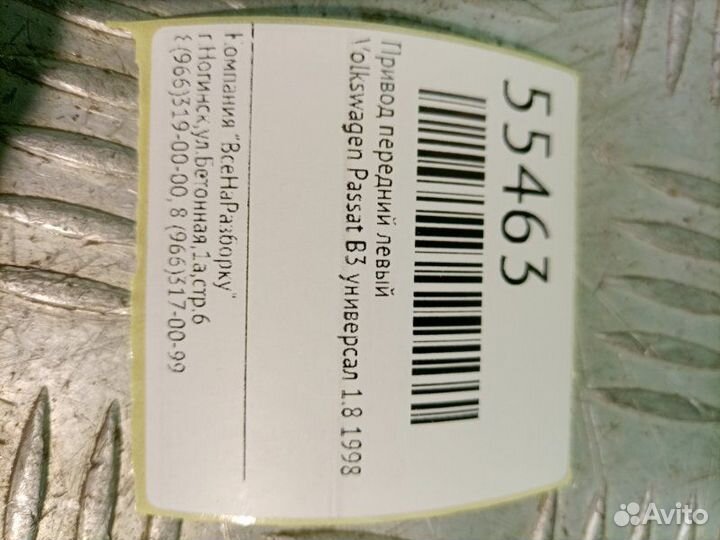 55463
Привод передний левый
Volkswagen Passat B3 универсал 1.8 1998
Компания "ВсеНаРазборку"
г.Ногинск,ул.Бетонная,1а,стр.6
8(966)319-00-00, 8 (966)317-00-99
Avito